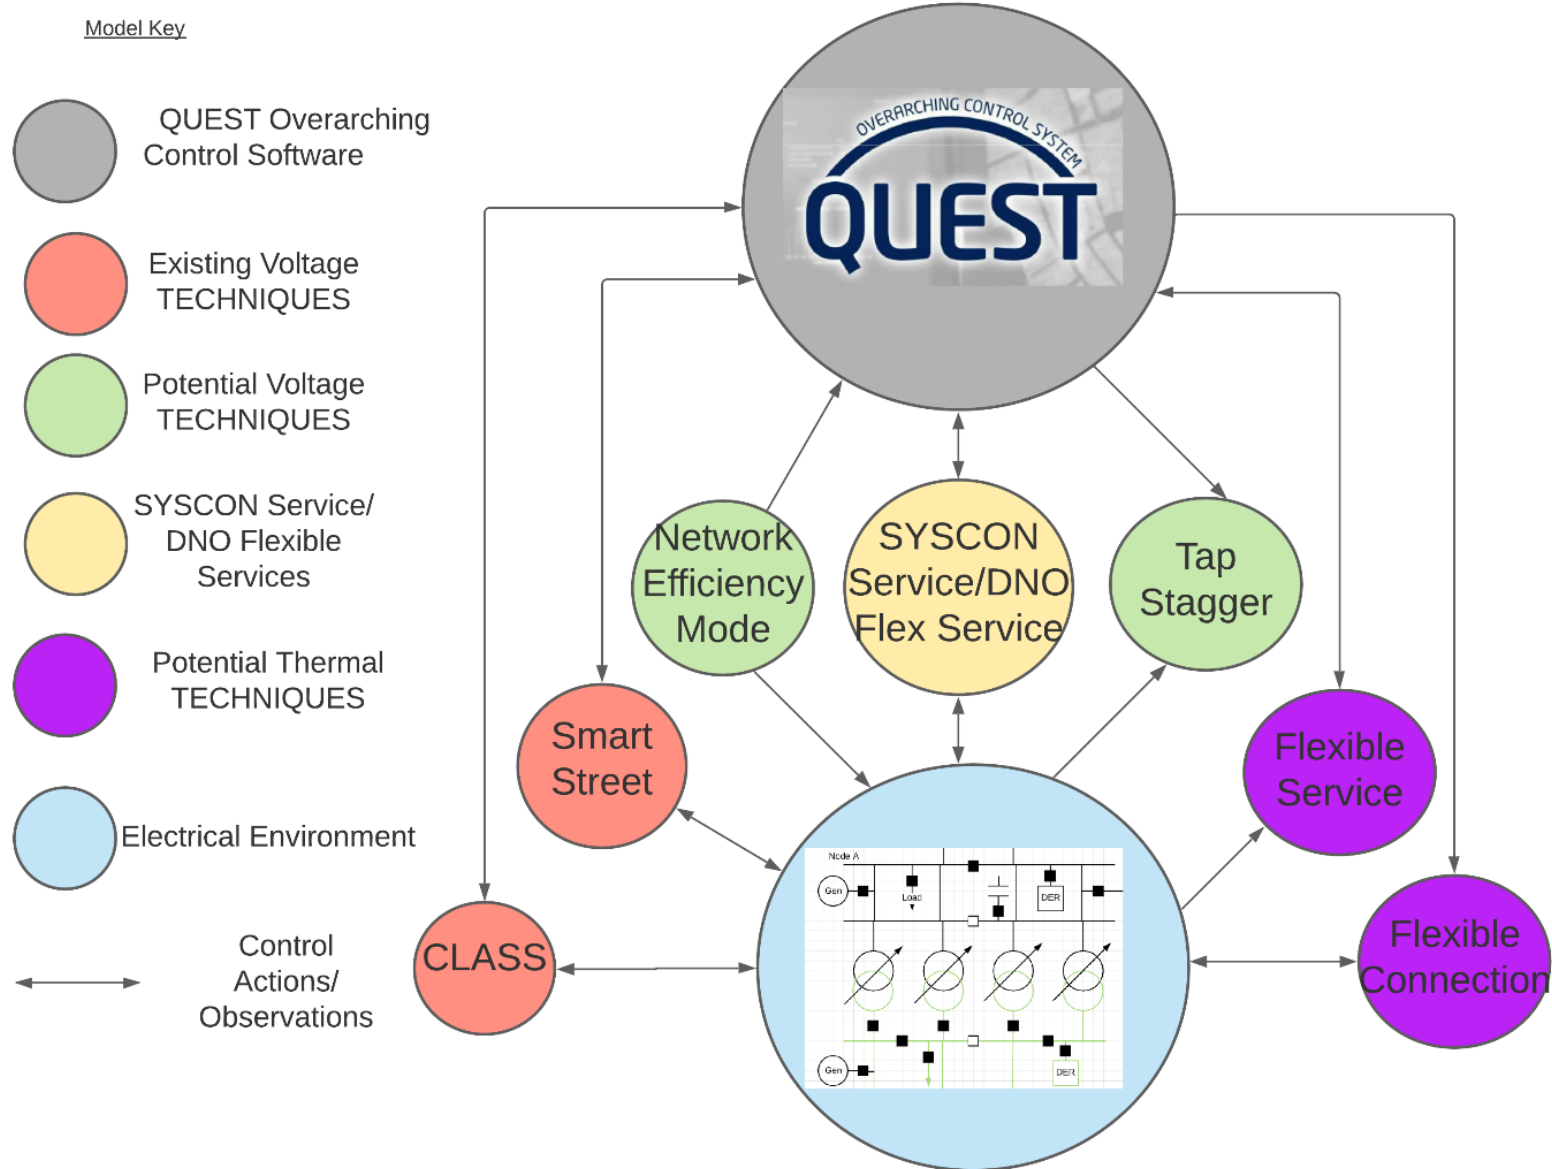 Model Key
QUEST Overarching
Control Software
Existing Voltage
TECHNIQUES
Potential Voltage
TECHNIQUES
SYSCON Service/
DNO Flexible
Services
Potential Thermal
TECHNIQUES
Electrical Environment
Control
Actions/
Observations
OVERARCHING CONTROL SYSTEM
QUEST
Network
Efficiency
Mode
SYSCON
Service/DNO
Flex Service
Tap
Stagger
Smart
Street
Flexible
Service
CLASS
Flexible
Connection
Node A
Gen
Load
DER
Gen
DER